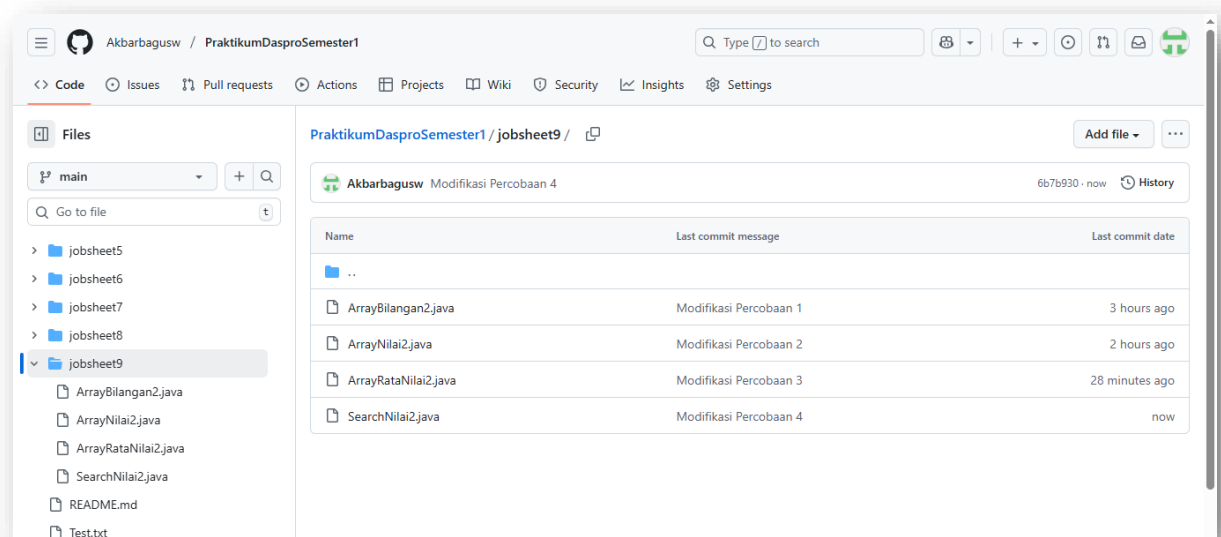 Akbarbagusw / PraktikumDasproSemester1
Type / to search
Code
Issues
Pull requests
Actions
Projects
Wiki
Security
Insights
Settings
Files
main
Go to file
t
jobsheet5
jobsheet6
jobsheet7
jobsheet8
jobsheet9
ArrayBilangan2.java
ArrayNilai2.java
ArrayRataNilai2.java
SearchNilai2.java
README.md
Test.txt
PraktikumDasproSemester1 / jobsheet9 /
Add file
Akbarbagusw Modifikasi Percobaan 4
6b7b930 · now History
Name Last commit message Last commit date
..
ArrayBilangan2.java Modifikasi Percobaan 1 3 hours ago
ArrayNilai2.java Modifikasi Percobaan 2 2 hours ago
ArrayRataNilai2.java Modifikasi Percobaan 3 28 minutes ago
SearchNilai2.java Modifikasi Percobaan 4 now